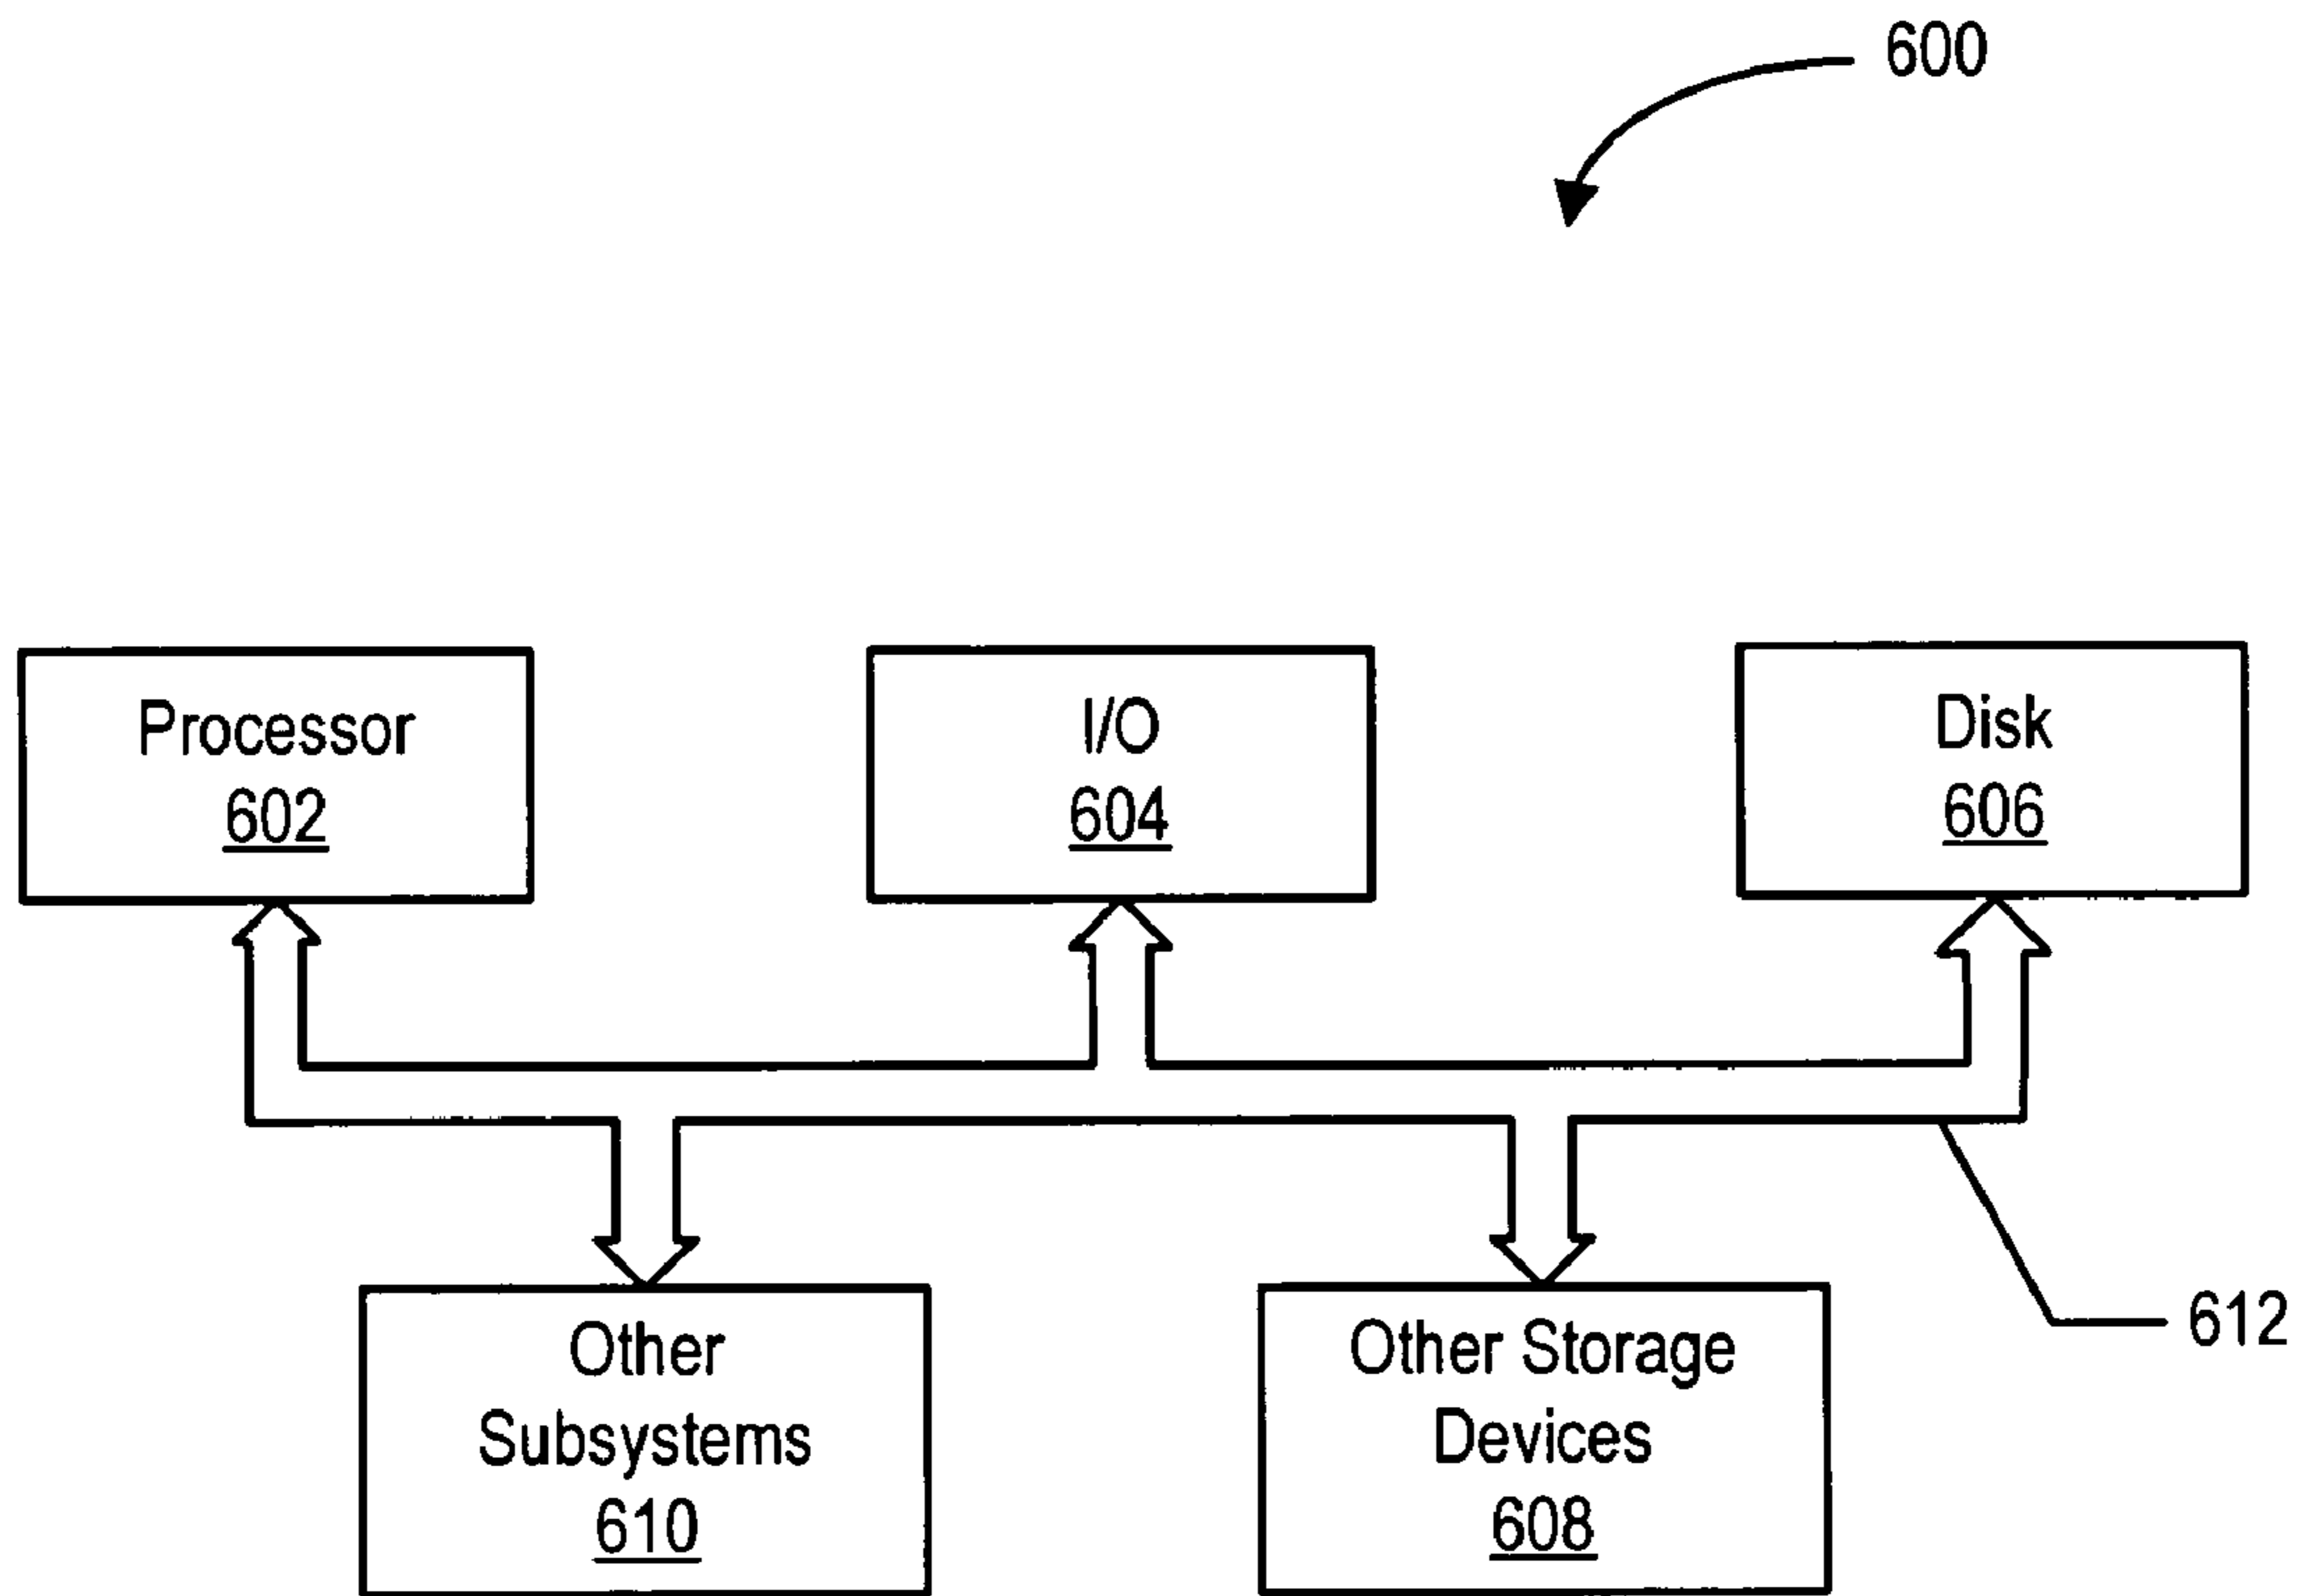 600
Processor
602
I/O
604
Disk
606
Other
Subsystems
610
Other Storage
Devices
608
612